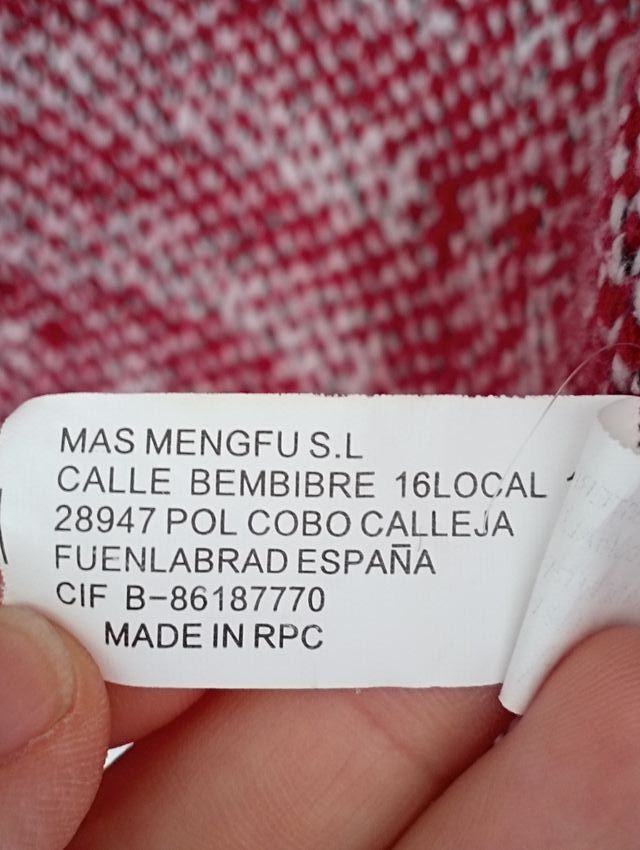 MAS MENGFU S.L
CALLE BEMBIBRE 16LOCAL
28947 POL COBO CALLEJA
FUENLABRAD ESPAÑA
CIF B-86187770
MADE IN RPC